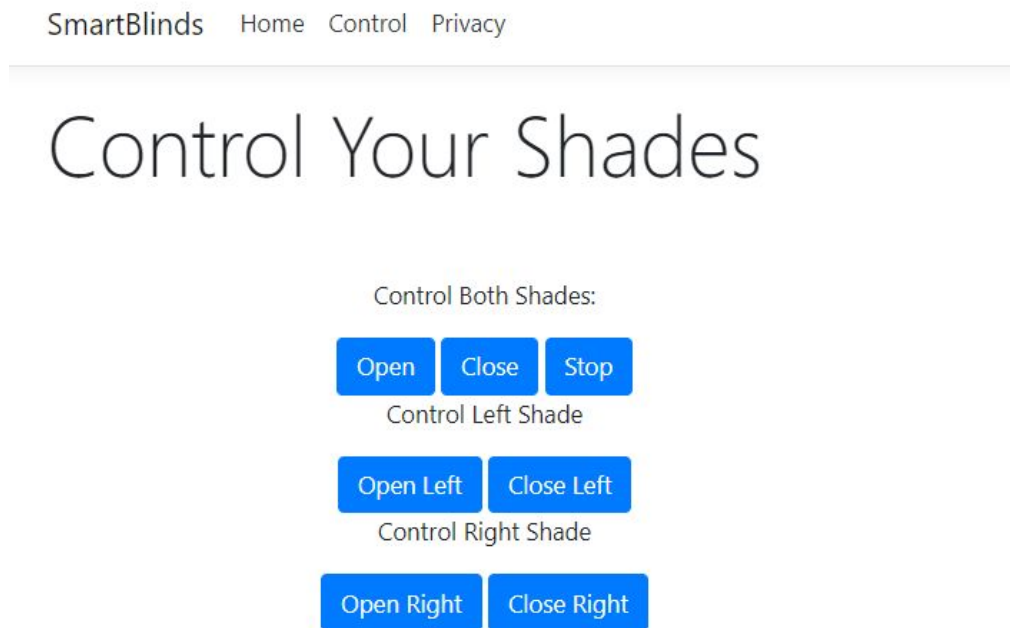 SmartBlinds Home Control Privacy
Control Your Shades
Control Both Shades:
Open Close Stop
Control Left Shade
Open Left Close Left
Control Right Shade
Open Right Close Right